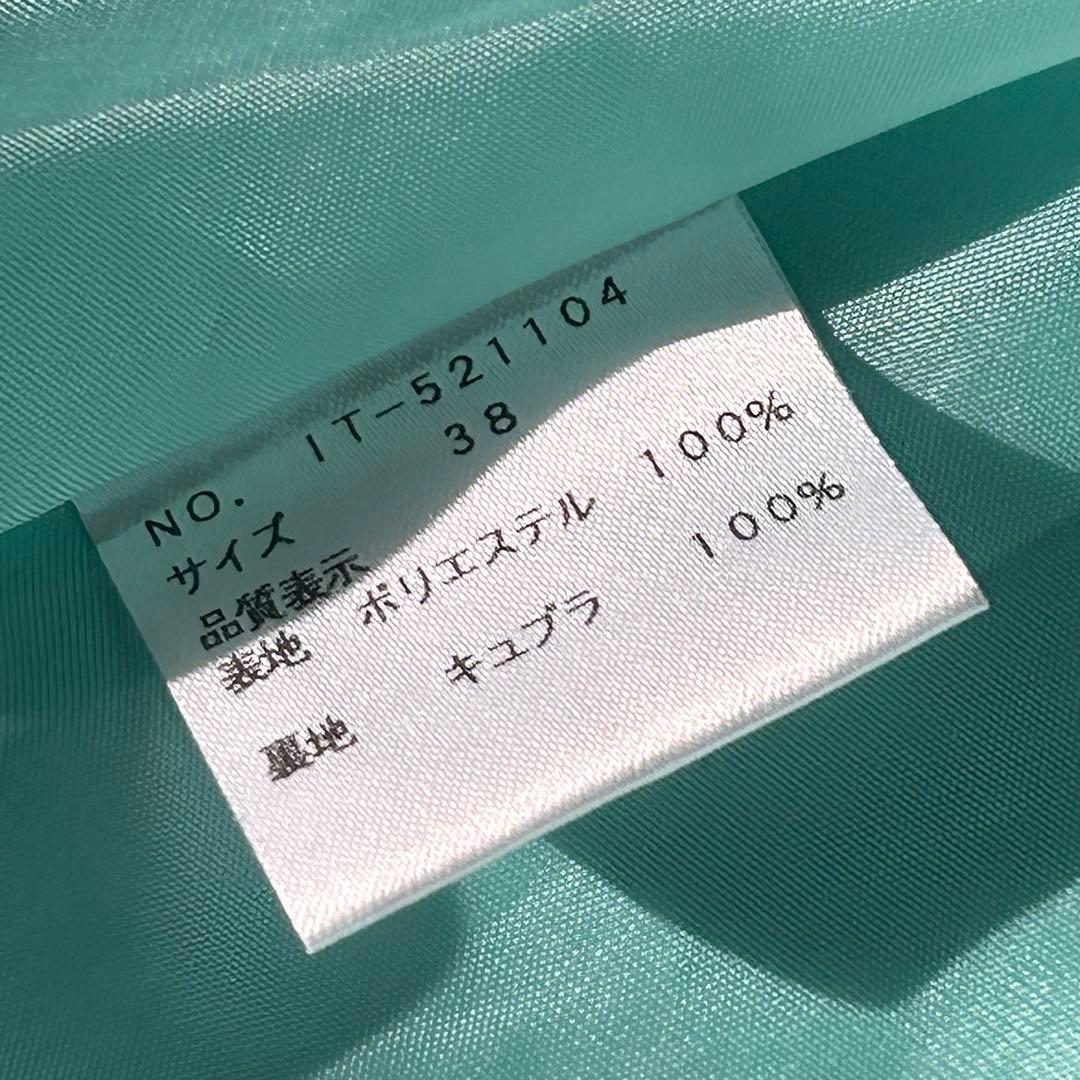 NO. IT-521104
サイズ 38
品質表示
表地 ポリエステル 100%
裏地 キュプラ 100%